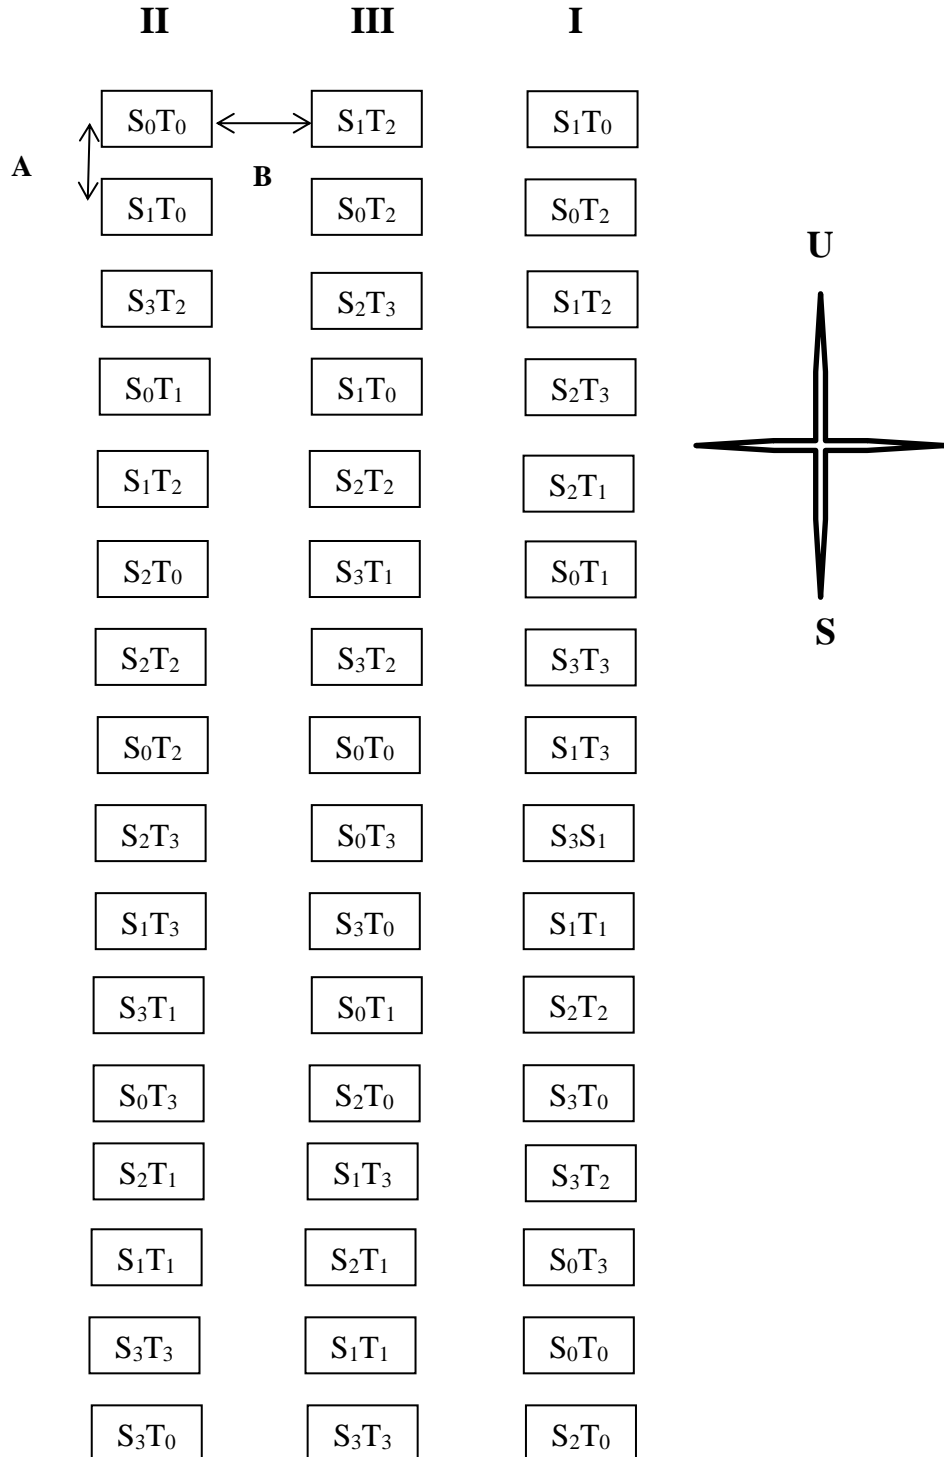 II III I
S₀T₀ S₁T₂ S₁T₀
A B
S₁T₀ S₀T₂ S₀T₂
U
S₃T₂ S₂T₃ S₁T₂
S₀T₁ S₁T₀ S₂T₃
S₁T₂ S₂T₂ S₂T₁
S₂T₀ S₃T₁ S₀T₁
S
S₂T₂ S₃T₂ S₃T₃
S₀T₂ S₀T₀ S₁T₃
S₂T₃ S₀T₃ S₃S₁
S₁T₃ S₃T₀ S₁T₁
S₃T₁ S₀T₁ S₂T₂
S₀T₃ S₂T₀ S₃T₀
S₂T₁ S₁T₃ S₃T₂
S₁T₁ S₂T₁ S₀T₃
S₃T₃ S₁T₁ S₀T₀
S₃T₀ S₃T₃ S₂T₀